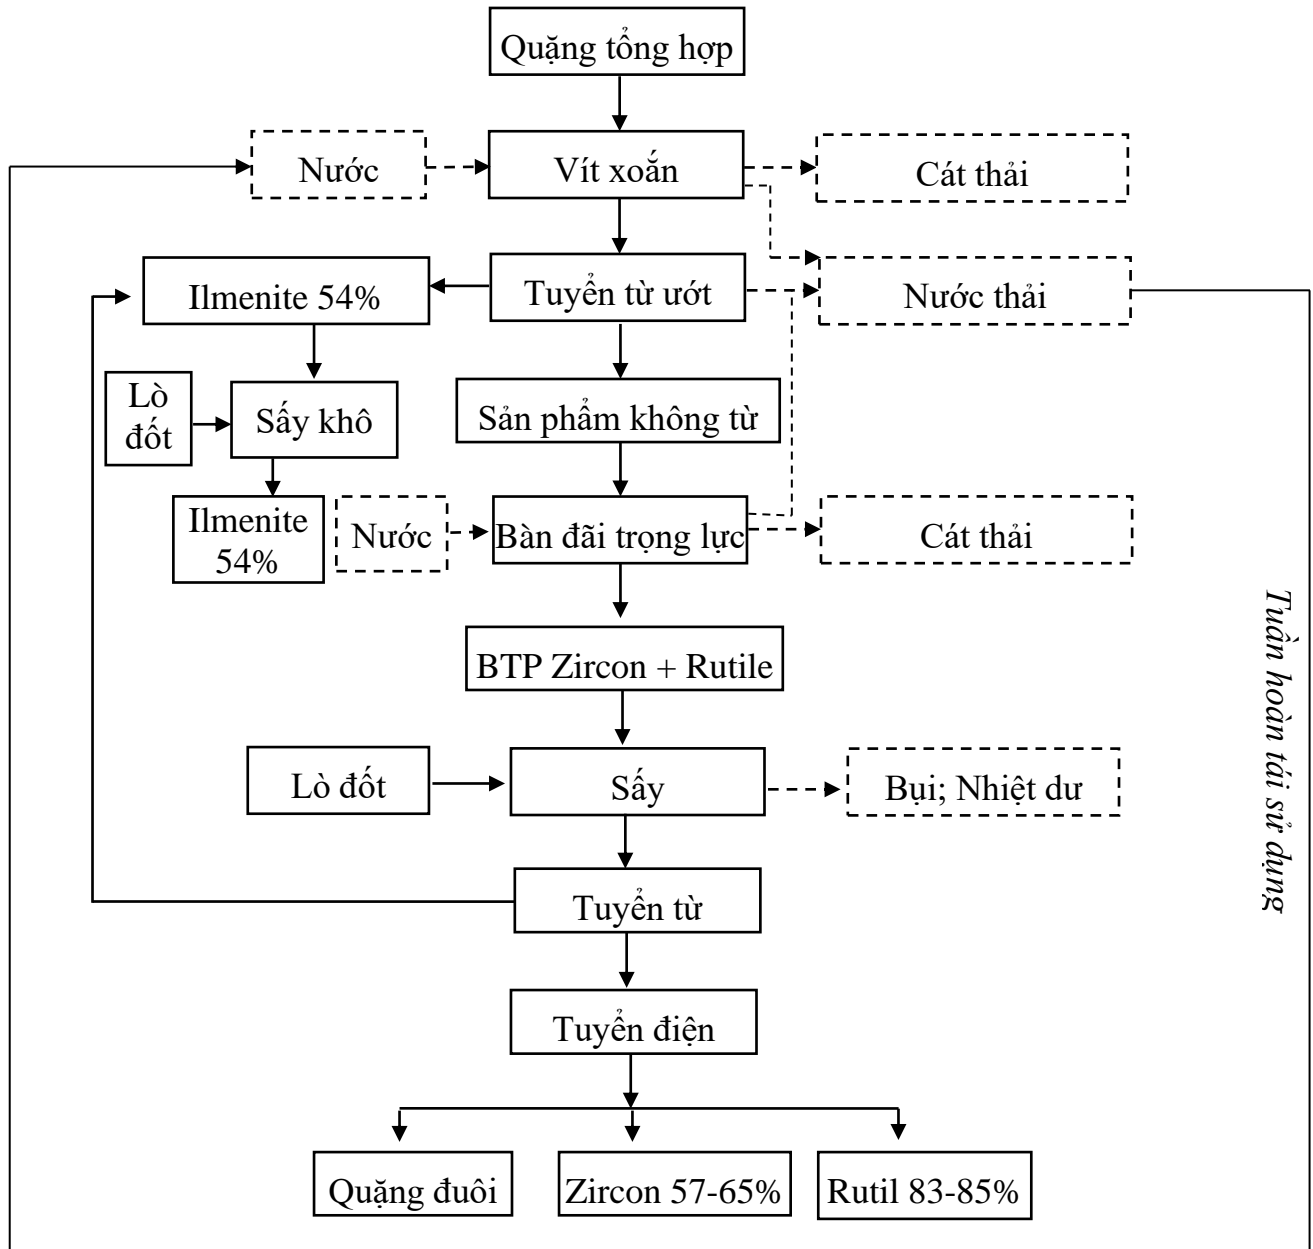 Quặng tổng hợp
Nước
Vít xoắn
Cát thải
Ilmenite 54%
Tuyển từ ướt
Nước thải
Lò
đốt
Sấy khô
Sản phẩm không từ
Ilmenite
54%
Nước
Bàn đãi trọng lực
Cát thải
BTP Zircon + Rutile
Tuần hoàn tái sử dụng
Lò đốt
Sấy
Bụi; Nhiệt dư
Tuyển từ
Tuyển điện
Quặng đuôi
Zircon 57-65%
Rutil 83-85%